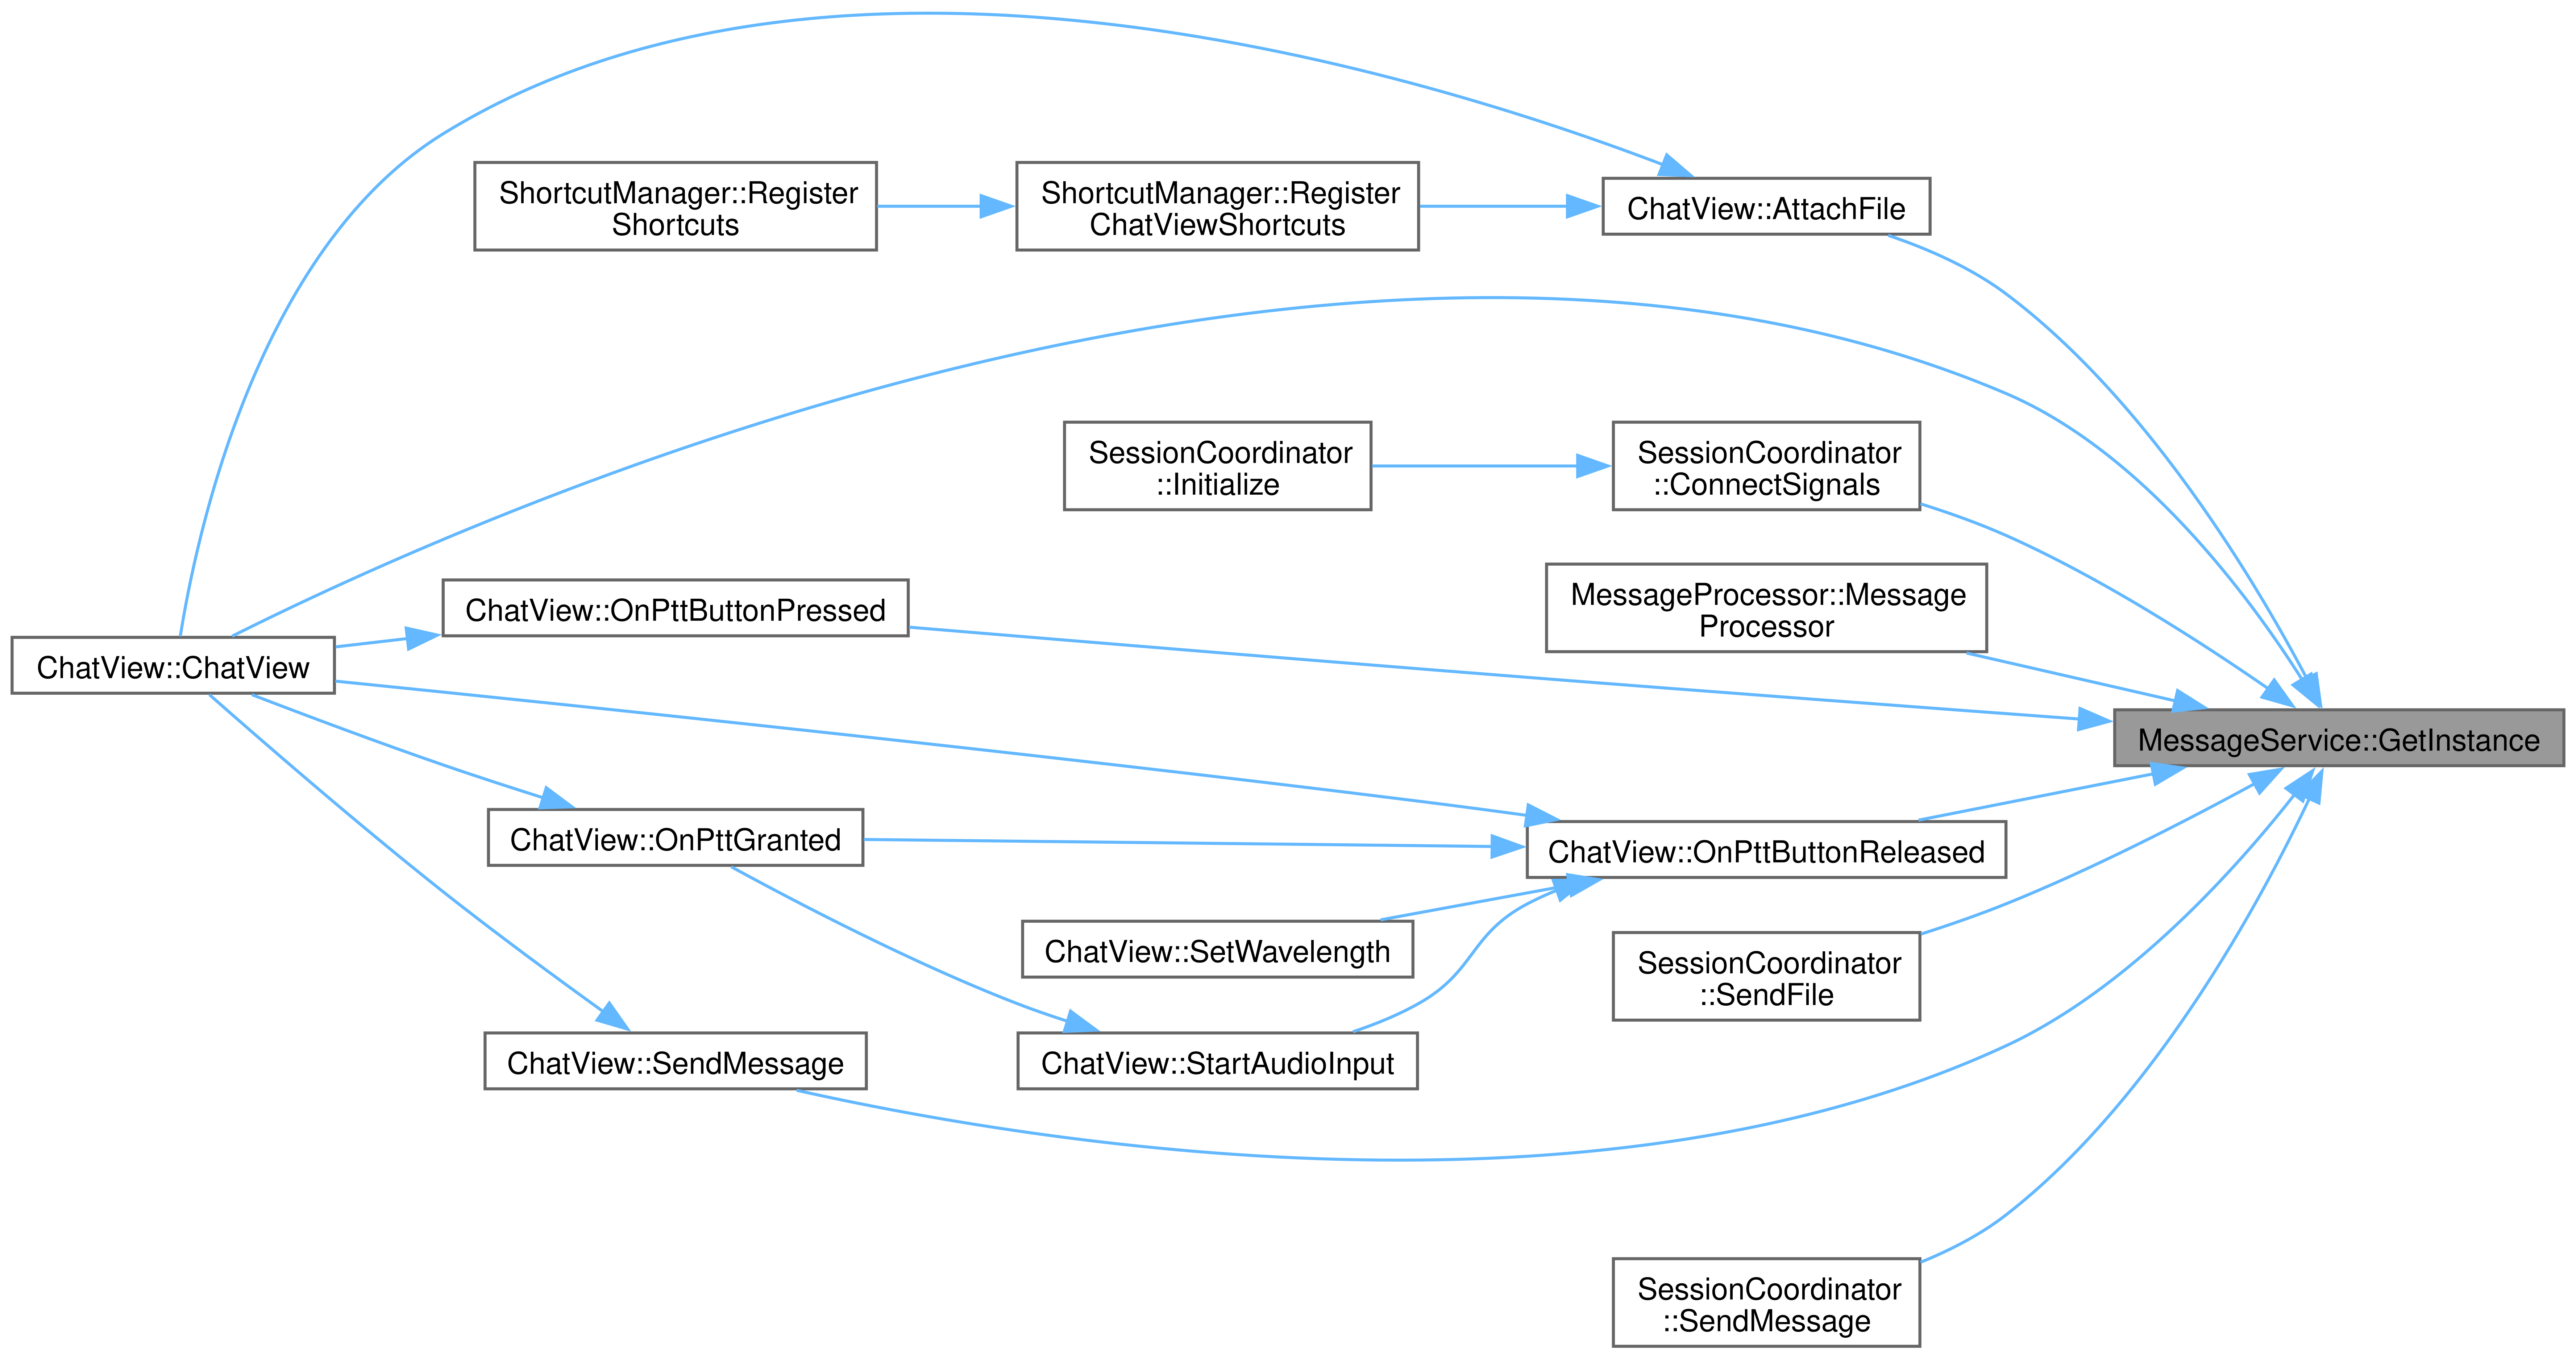 ShortcutManager::Register
Shortcuts
ShortcutManager::Register
ChatViewShortcuts
ChatView::AttachFile
SessionCoordinator
::Initialize
SessionCoordinator
::ConnectSignals
MessageProcessor::Message
Processor
ChatView::OnPttButtonPressed
ChatView::ChatView
MessageService::GetInstance
ChatView::OnPttGranted
ChatView::OnPttButtonReleased
ChatView::SetWavelength
SessionCoordinator
::SendFile
ChatView::SendMessage
ChatView::StartAudioInput
SessionCoordinator
::SendMessage